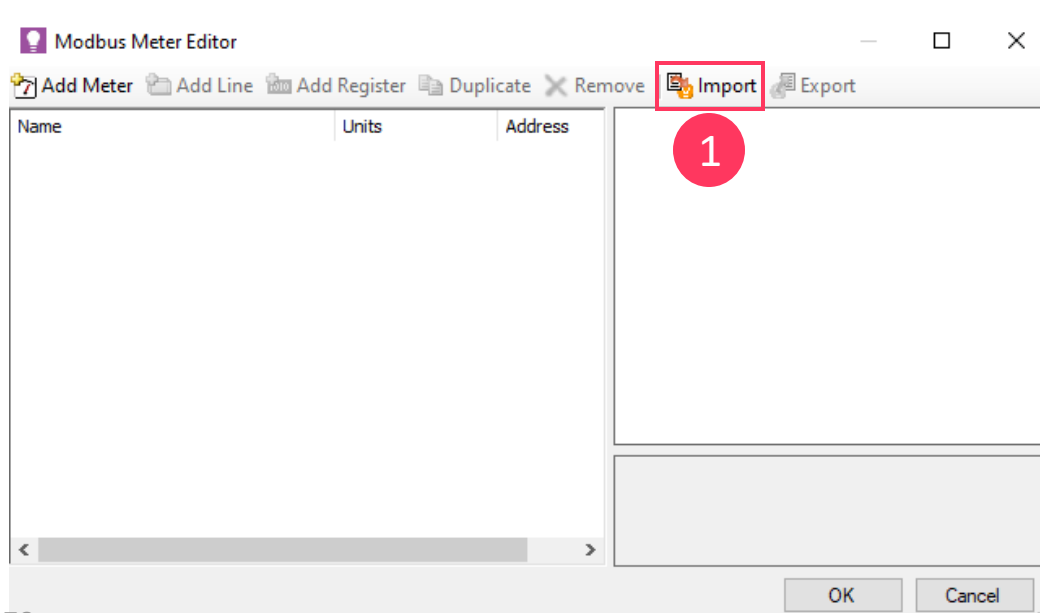 Modbus Meter Editor
Add Meter Add Line Add Register Duplicate Remove Import Export
Name Units Address
1
OK Cancel